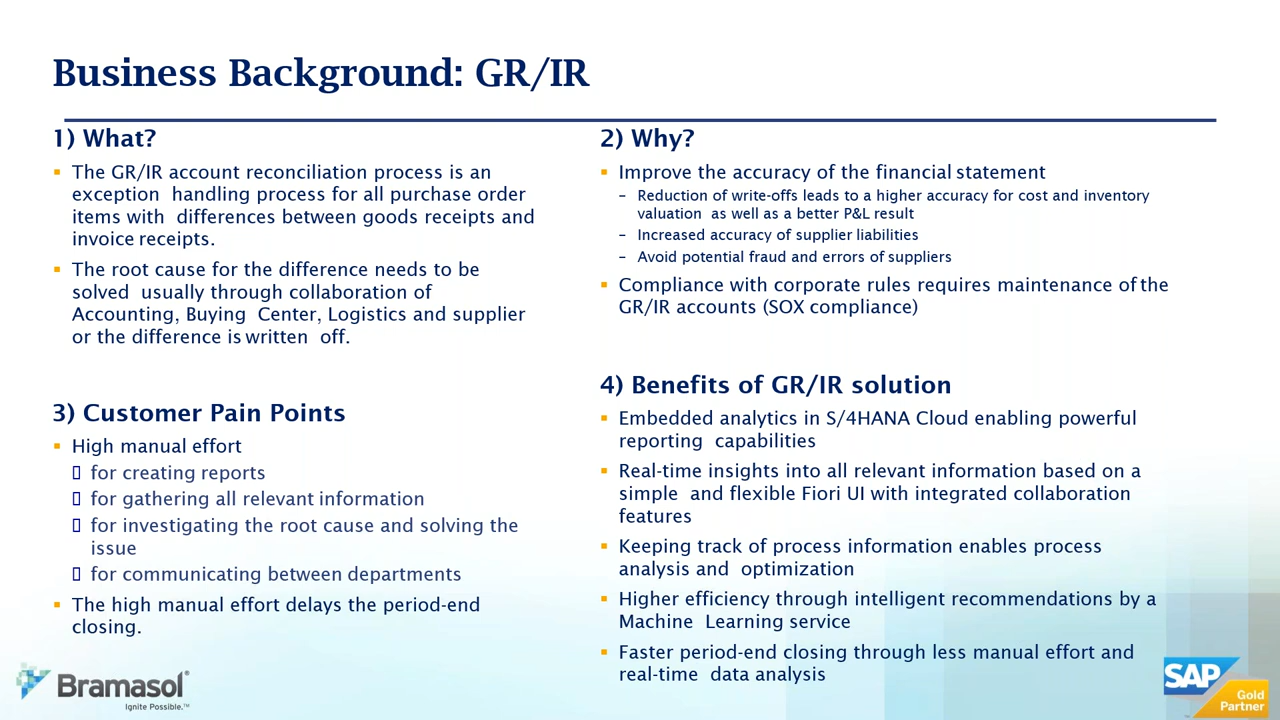 Business Background: GR/IR
1) What?
▪ The GR/IR account reconciliation process is an
exception handling process for all purchase order
items with differences between goods receipts and
invoice receipts.
▪ The root cause for the difference needs to be
solved usually through collaboration of
Accounting, Buying Center, Logistics and supplier
or the difference is written off.
3) Customer Pain Points
▪ High manual effort
▯ for creating reports
▯ for gathering all relevant information
▯ for investigating the root cause and solving the
issue
▯ for communicating between departments
▪ The high manual effort delays the period-end
closing.
2) Why?
▪ Improve the accuracy of the financial statement
– Reduction of write-offs leads to a higher accuracy for cost and inventory
valuation as well as a better P&L result
– Increased accuracy of supplier liabilities
– Avoid potential fraud and errors of suppliers
▪ Compliance with corporate rules requires maintenance of the
GR/IR accounts (SOX compliance)
4) Benefits of GR/IR solution
▪ Embedded analytics in S/4HANA Cloud enabling powerful
reporting capabilities
▪ Real-time insights into all relevant information based on a
simple and flexible Fiori UI with integrated collaboration
features
▪ Keeping track of process information enables process
analysis and optimization
▪ Higher efficiency through intelligent recommendations by a
Machine Learning service
▪ Faster period-end closing through less manual effort and
real-time data analysis
Bramasol®
Ignite Possible.™
SAP
Gold
Partner